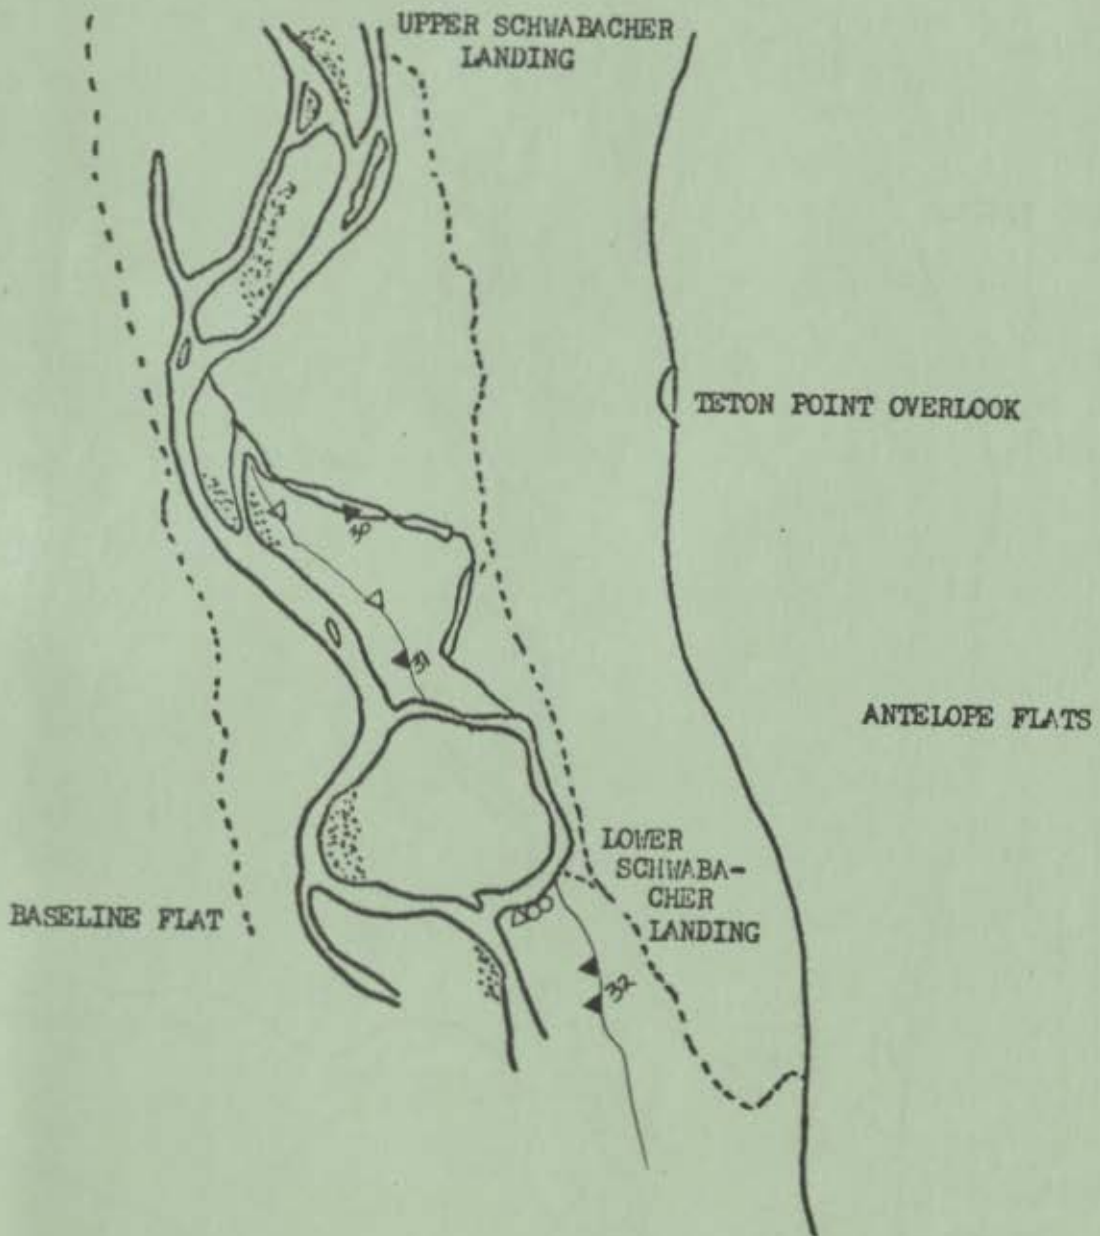 UPPER SCHWABACHER
LANDING
TETON POINT OVERLOOK
30
31
ANTELOPE FLATS
LOWER
SCHWABA-
CHER
LANDING
BASELINE FLAT
32